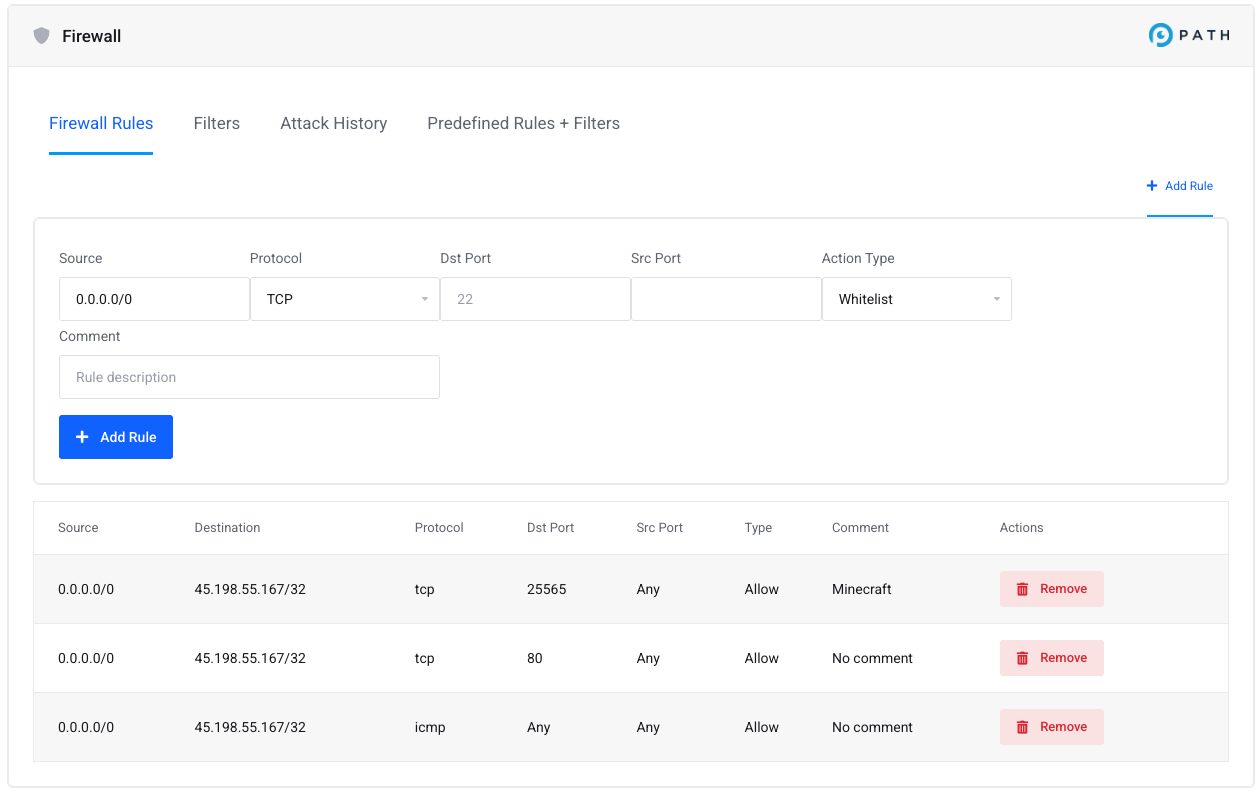 Firewall
PATH
Firewall Rules Filters Attack History Predefined Rules + Filters
Add Rule
Source Protocol Dst Port Src Port Action Type
0.0.0.0/0 TCP 22 Whitelist
Comment
Rule description
Add Rule
Source Destination Protocol Dst Port Src Port Type Comment Actions
0.0.0.0/0 45.198.55.167/32 tcp 25565 Any Allow Minecraft Remove
0.0.0.0/0 45.198.55.167/32 tcp 80 Any Allow No comment Remove
0.0.0.0/0 45.198.55.167/32 icmp Any Any Allow No comment Remove